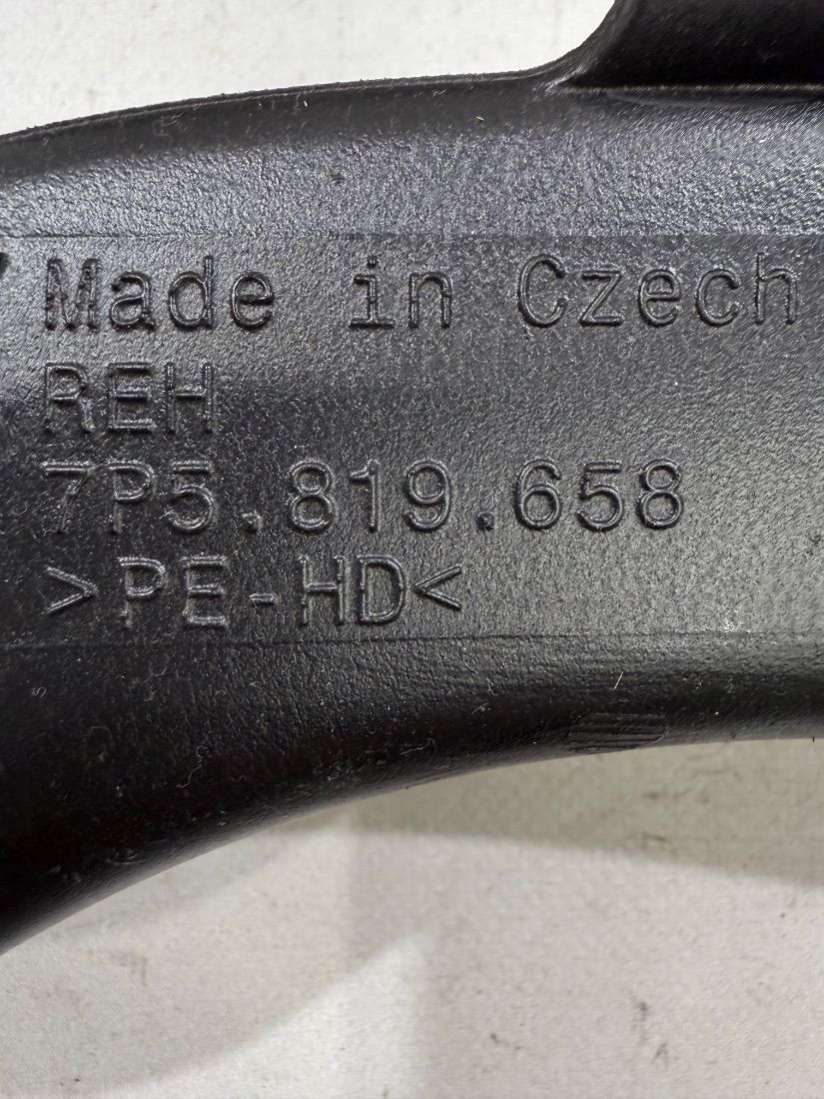 Made in Czech
REH
7P5.819.658
>PE-HD<